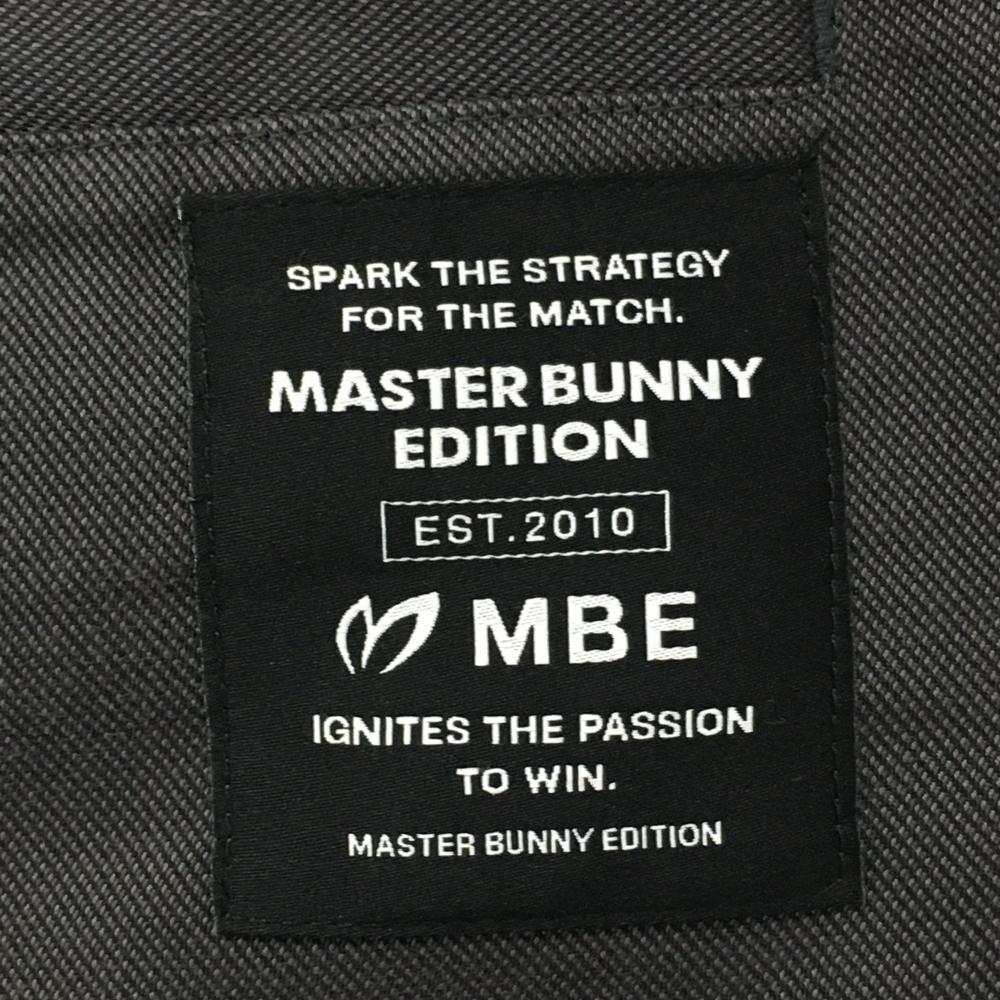 SPARK THE STRATEGY
FOR THE MATCH.
MASTER BUNNY
EDITION
EST.2010
MBE
IGNITES THE PASSION
TO WIN.
MASTER BUNNY EDITION